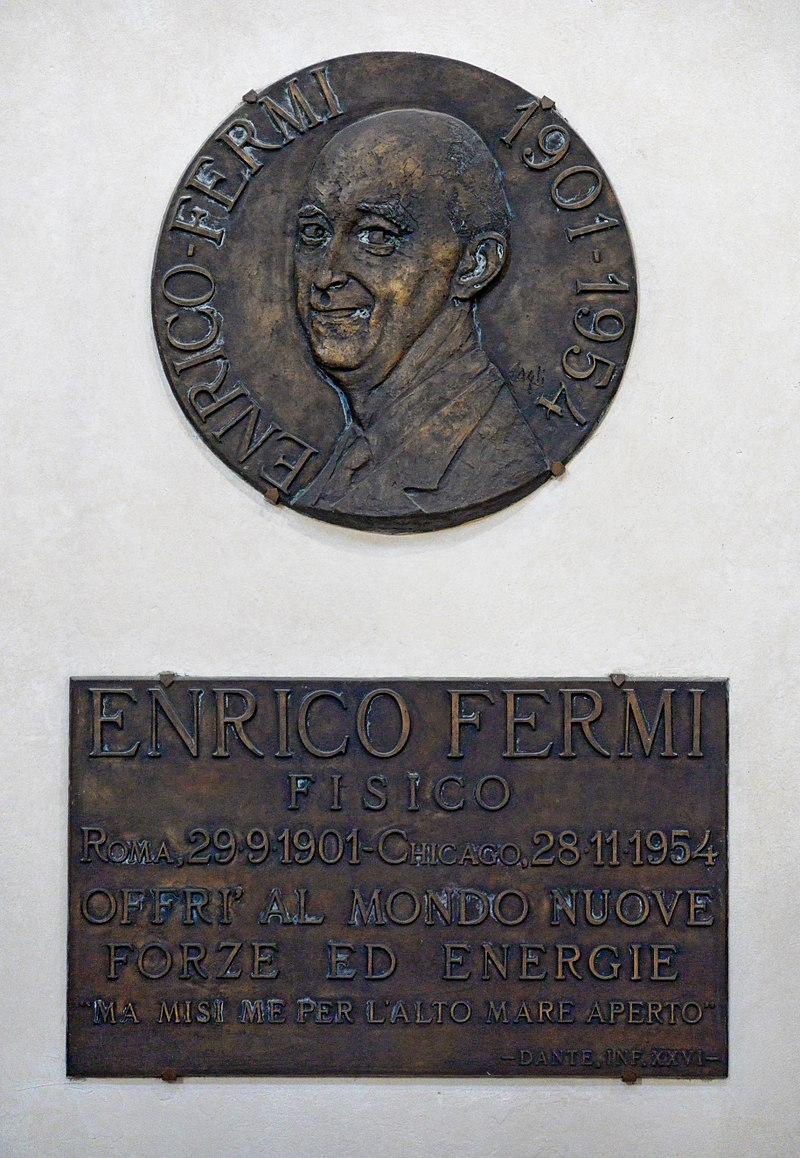 ENRICO-FERMI 1901-1954
ENRICO FERMI
FISICO
ROMA, 29·9·1901-CHICAGO, 28·11·1954
OFFRI' AL MONDO NUOVE
FORZE ED ENERGIE
"MA MISI ME PER L'ALTO MARE APERTO"
-DANTE, INF. XXVI-